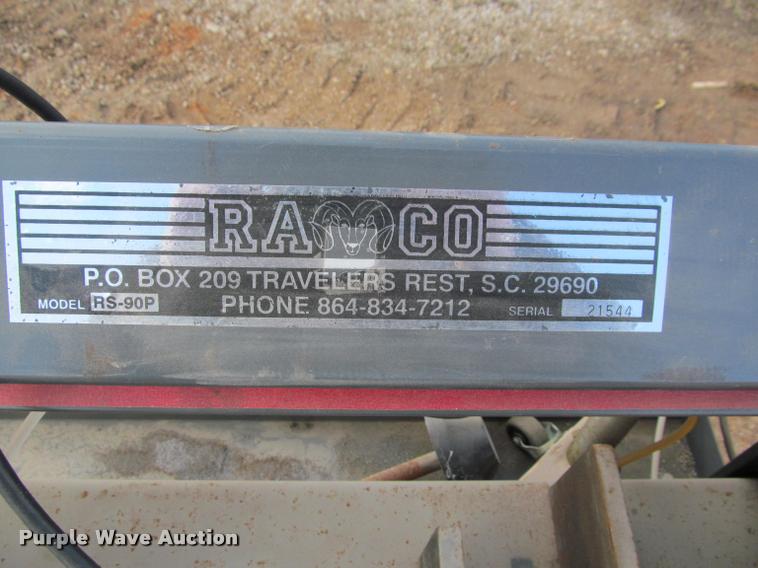 RAMCO
P.O. BOX 209 TRAVELERS REST, S.C. 29690
MODEL RS-90P PHONE 864-834-7212 SERIAL 21544
Purple Wave Auction